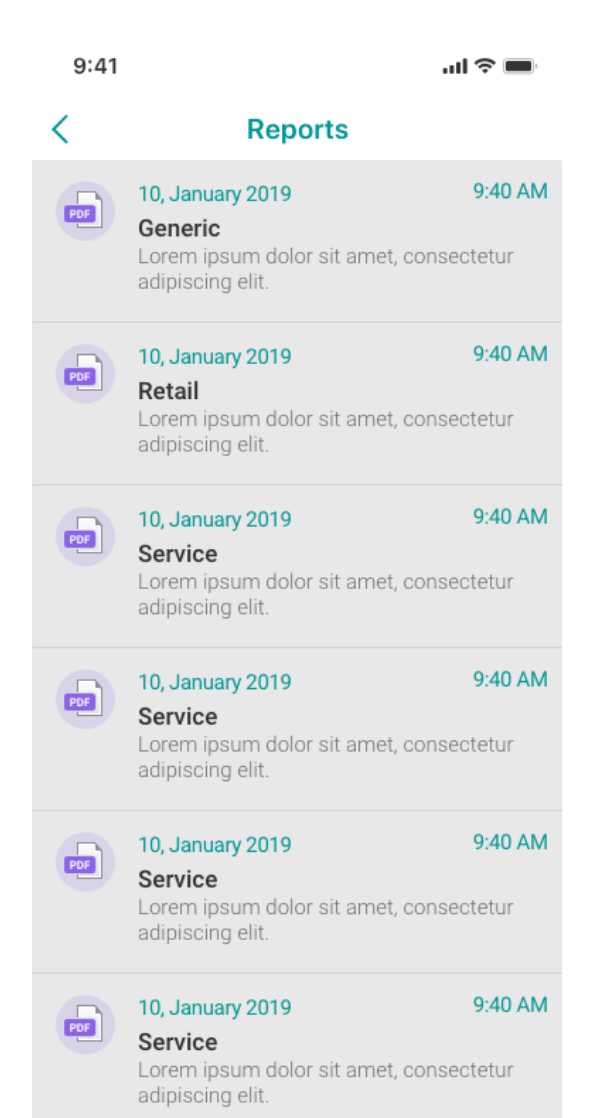 9:41
Reports
10, January 2019 9:40 AM
PDF
Generic
Lorem ipsum dolor sit amet, consectetur
adipiscing elit.
10, January 2019 9:40 AM
PDF
Retail
Lorem ipsum dolor sit amet, consectetur
adipiscing elit.
10, January 2019 9:40 AM
PDF
Service
Lorem ipsum dolor sit amet, consectetur
adipiscing elit.
10, January 2019 9:40 AM
PDF
Service
Lorem ipsum dolor sit amet, consectetur
adipiscing elit.
10, January 2019 9:40 AM
PDF
Service
Lorem ipsum dolor sit amet, consectetur
adipiscing elit.
10, January 2019 9:40 AM
PDF
Service
Lorem ipsum dolor sit amet, consectetur
adipiscing elit.